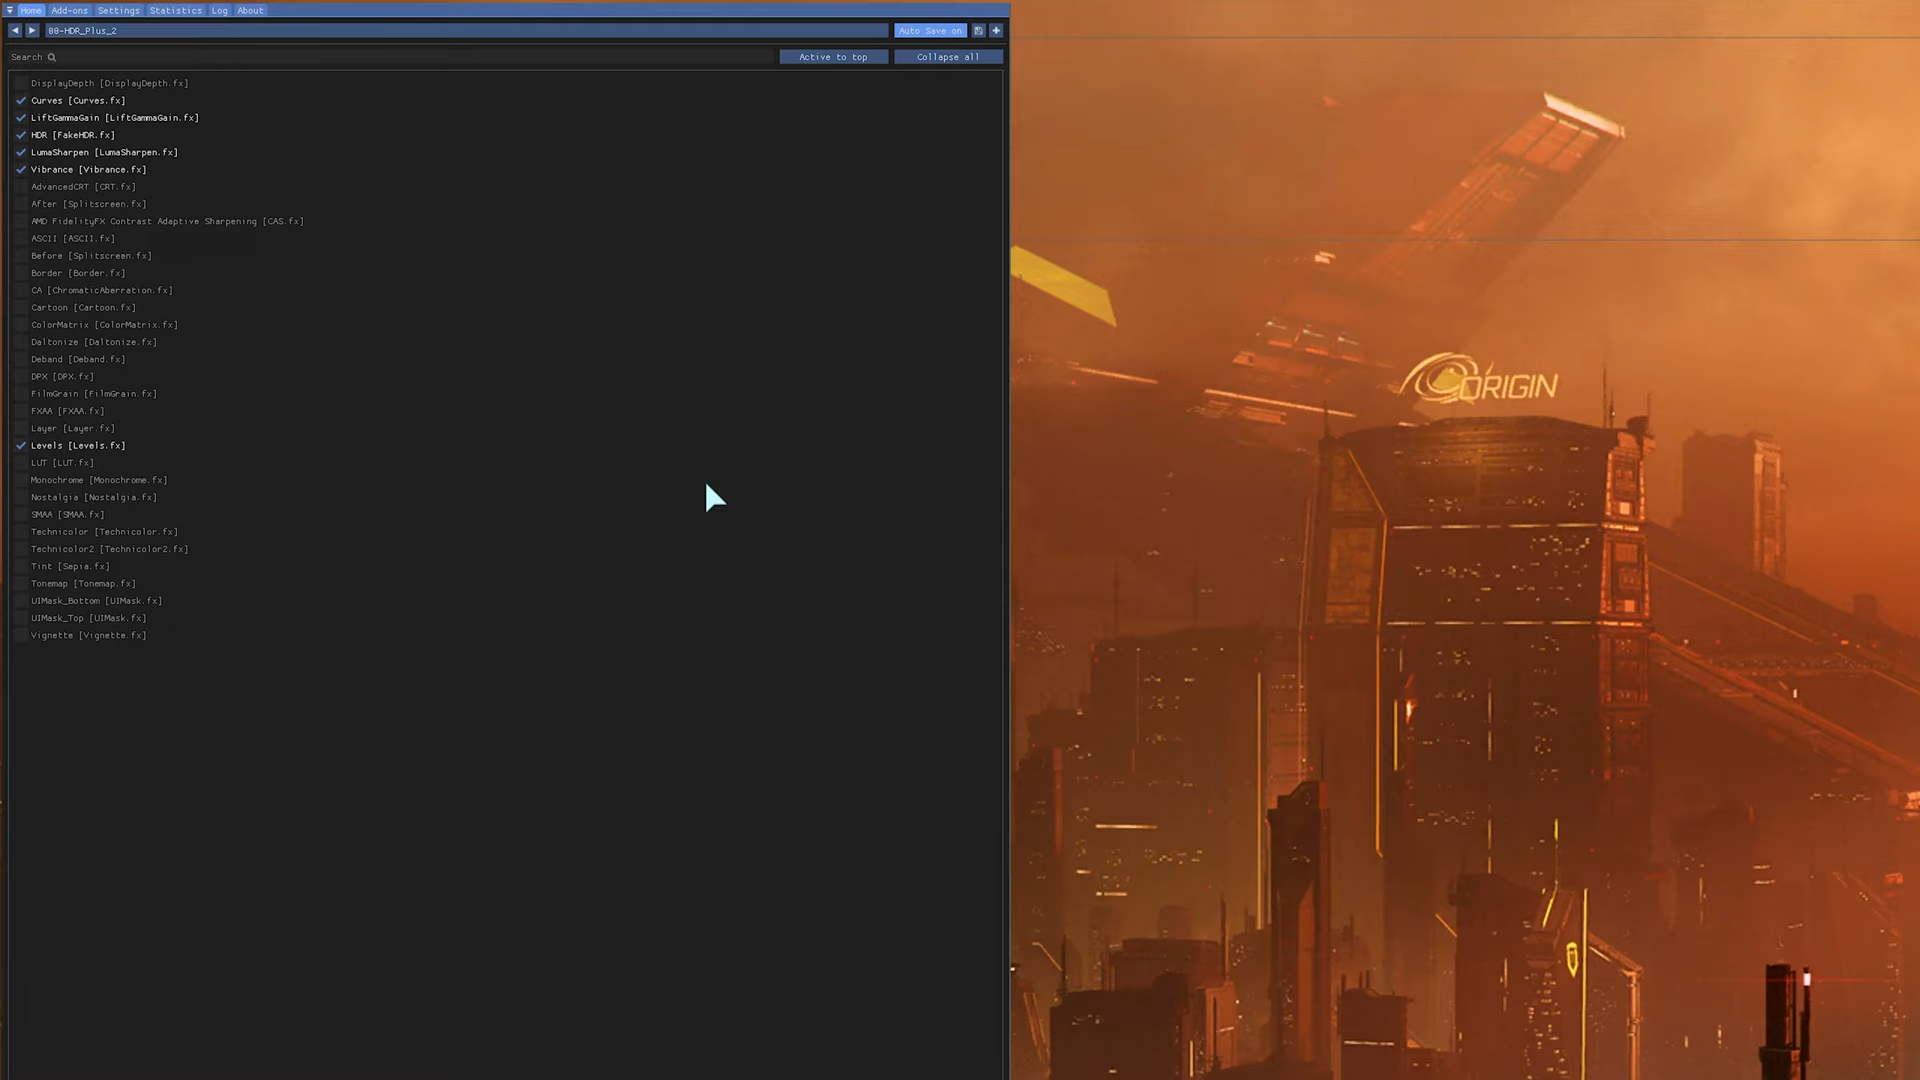 Home Add-ons Settings Statistics Log About
00-HDR_Plus_2 Auto Save on
Search Active to top Collapse all
DisplayDepth [DisplayDepth.fx]
Curves [Curves.fx]
LiftGammaGain [LiftGammaGain.fx]
HDR [FakeHDR.fx]
LumaSharpen [LumaSharpen.fx]
Vibrance [Vibrance.fx]
AdvancedCRT [CRT.fx]
After [Splitscreen.fx]
AMD FidelityFX Contrast Adaptive Sharpening [CAS.fx]
ASCII [ASCII.fx]
Before [Splitscreen.fx]
Border [Border.fx]
CA [ChromaticAberration.fx]
Cartoon [Cartoon.fx]
ColorMatrix [ColorMatrix.fx]
Daltonize [Daltonize.fx]
Deband [Deband.fx]
DPX [DPX.fx]
FilmGrain [FilmGrain.fx]
FXAA [FXAA.fx]
Layer [Layer.fx]
Levels [Levels.fx]
LUT [LUT.fx]
Monochrome [Monochrome.fx]
Nostalgia [Nostalgia.fx]
SMAA [SMAA.fx]
Technicolor [Technicolor.fx]
Technicolor2 [Technicolor2.fx]
Tint [Sepia.fx]
Tonemap [Tonemap.fx]
UIMask_Bottom [UIMask.fx]
UIMask_Top [UIMask.fx]
Vignette [Vignette.fx]
ORIGIN